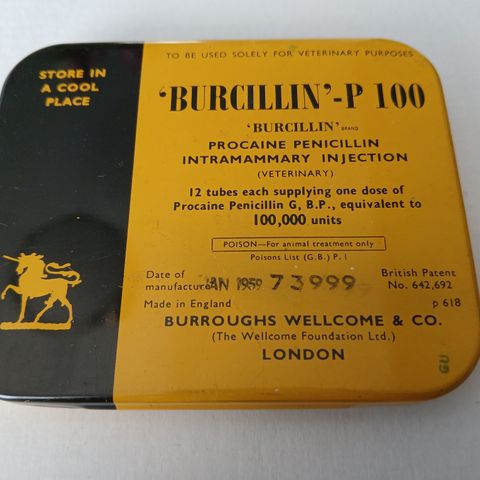 TO BE USED SOLELY FOR VETERINARY PURPOSES
STORE IN
A COOL
PLACE
'BURCILLIN'-P 100
'BURCILLIN' BRAND
PROCAINE PENICILLIN
INTRAMAMMARY INJECTION
(VETERINARY)
12 tubes each supplying one dose of
Procaine Penicillin G, B.P., equivalent to
100,000 units
POISON—For animal treatment only
Poisons List (G.B.) P. I
Date of
manufacture JAN 1959 73999
British Patent
No. 642,692
Made in England
p 618
BURROUGHS WELLCOME & CO.
(The Wellcome Foundation Ltd.)
LONDON
GU